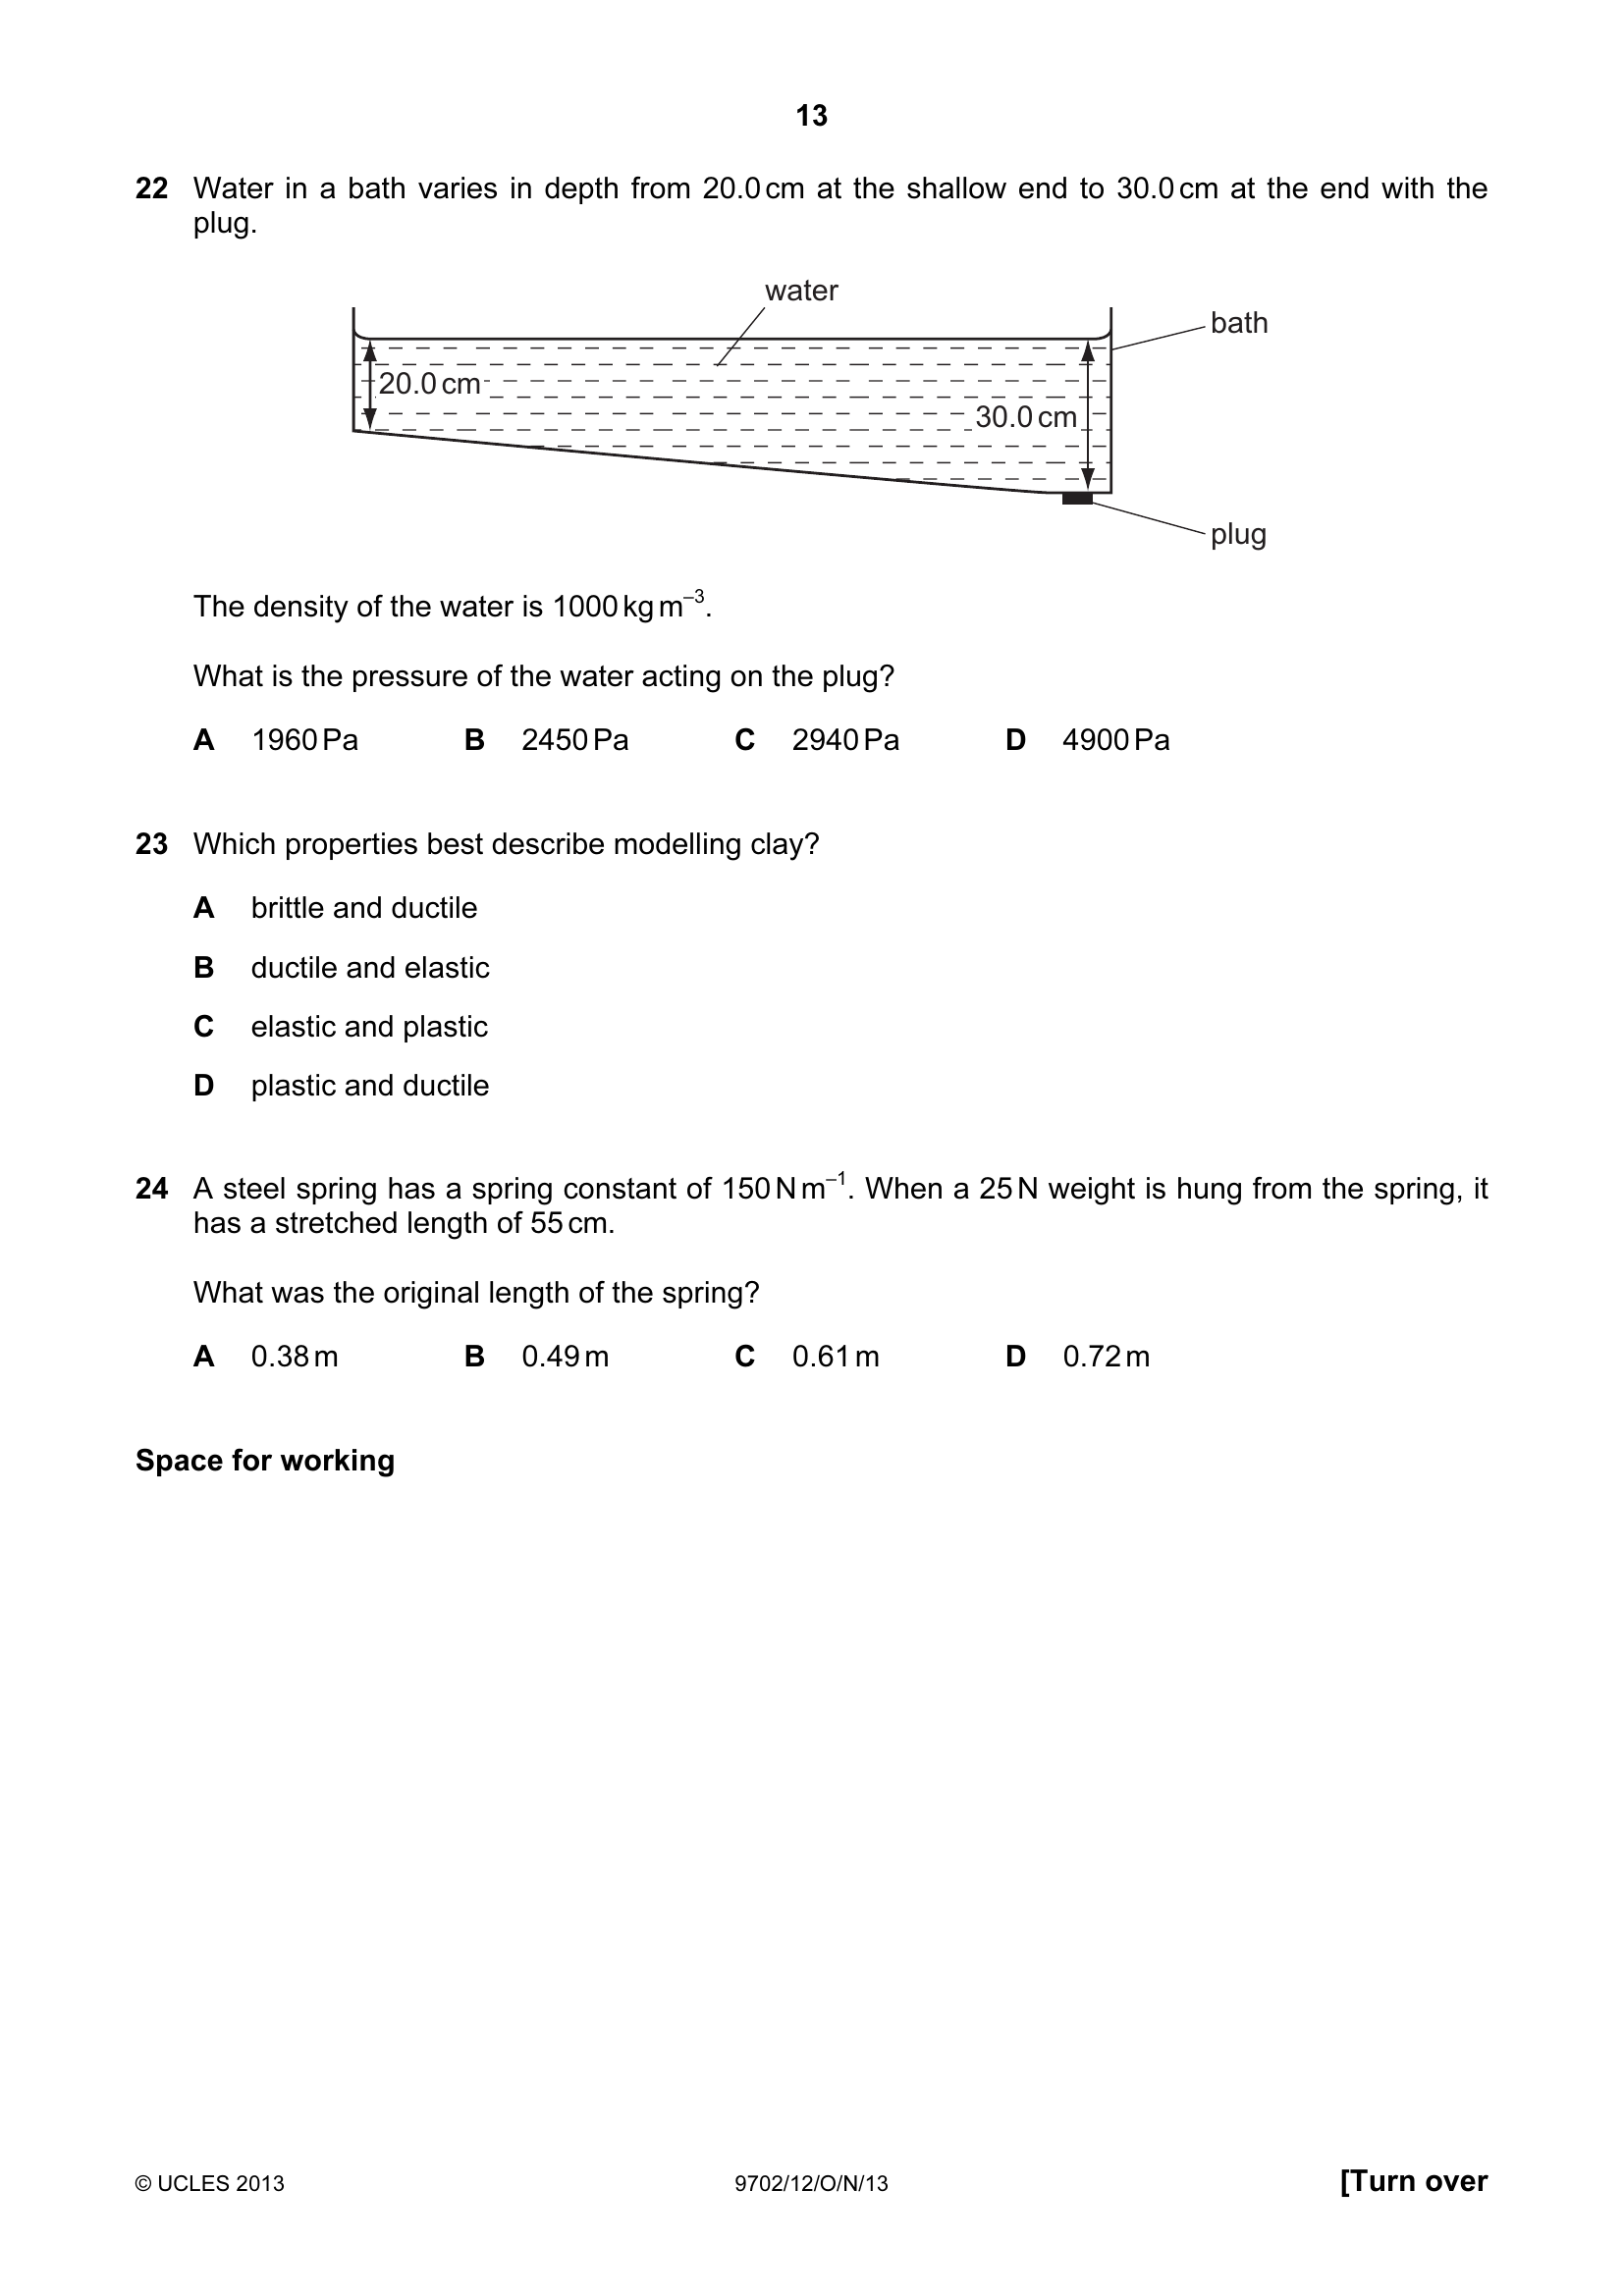 13
22 Water in a bath varies in depth from 20.0 cm at the shallow end to 30.0 cm at the end with the
plug.
water
bath
20.0 cm
30.0 cm
plug
The density of the water is 1000 kg m⁻³.
What is the pressure of the water acting on the plug?
A 1960 Pa B 2450 Pa C 2940 Pa D 4900 Pa
23 Which properties best describe modelling clay?
A brittle and ductile
B ductile and elastic
C elastic and plastic
D plastic and ductile
24 A steel spring has a spring constant of 150 N m⁻¹. When a 25 N weight is hung from the spring, it
has a stretched length of 55 cm.
What was the original length of the spring?
A 0.38 m B 0.49 m C 0.61 m D 0.72 m
Space for working
© UCLES 2013 9702/12/O/N/13 [Turn over